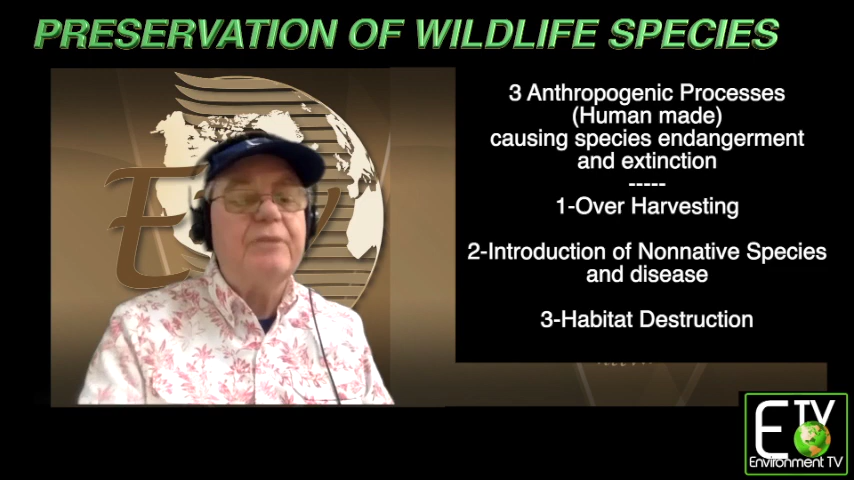 PRESERVATION OF WILDLIFE SPECIES
3 Anthropogenic Processes
(Human made)
causing species endangerment
and extinction
-----
1-Over Harvesting
2-Introduction of Nonnative Species
and disease
3-Habitat Destruction
ETV
Environment TV